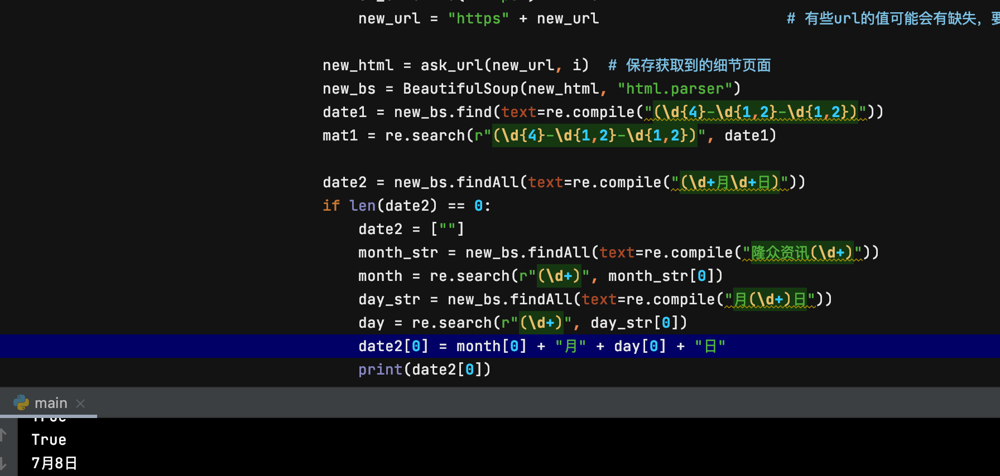 new_url = "https" + new_url # 有些url的值可能会有缺失，要
new_html = ask_url(new_url, i) # 保存获取到的细节页面
new_bs = BeautifulSoup(new_html, "html.parser")
date1 = new_bs.find(text=re.compile("(\d{4}-\d{1,2}-\d{1,2})"))
mat1 = re.search(r"(\d{4}-\d{1,2}-\d{1,2})", date1)
date2 = new_bs.findAll(text=re.compile("(\d+月\d+日)"))
if len(date2) == 0:
date2 = [""]
month_str = new_bs.findAll(text=re.compile("隆众资讯(\d+)"))
month = re.search(r"(\d+)", month_str[0])
day_str = new_bs.findAll(text=re.compile("月(\d+)日"))
day = re.search(r"(\d+)", day_str[0])
date2[0] = month[0] + "月" + day[0] + "日"
print(date2[0])
main
True
True
7月8日